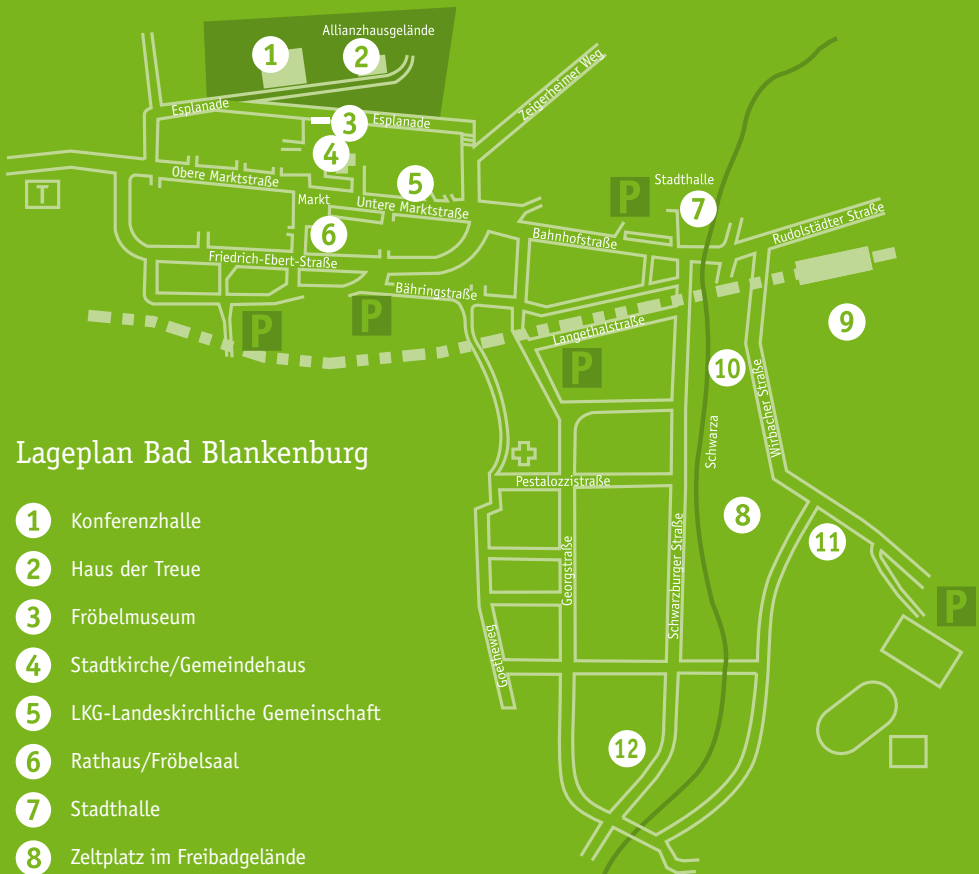 Allianzhausgelände
1
2
Zeigerheimer Weg
Esplanade
3
Esplanade
4
Obere Marktstraße
5
T
P
Stadthalle
7
Markt
Untere Marktstraße
6
Bahnhofstraße
Rudolstädter Straße
Friedrich-Ebert-Straße
Bähringstraße
P
P
Langethalstraße
9
P
10
Wirbacher Straße
Schwarza
Lageplan Bad Blankenburg
Pestalozzistraße
8
11
Georgstraße
Schwarzburger Straße
P
Goetheweg
12
1 Konferenzhalle
2 Haus der Treue
3 Fröbelmuseum
4 Stadtkirche/Gemeindehaus
5 LKG-Landeskirchliche Gemeinschaft
6 Rathaus/Fröbelsaal
7 Stadthalle
8 Zeltplatz im Freibadgelände